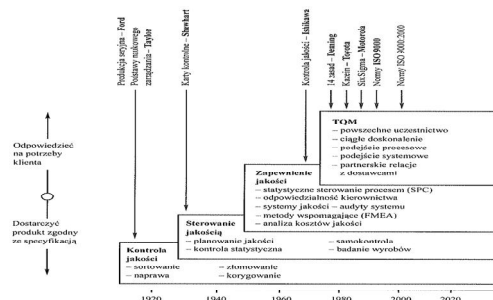 Produkcja seryjna – Ford
Podstawy naukowego
zarządzania – Taylor
Karty kontrolne – Shewhart
Kontrola jakości – Ishikawa
14 zasad – Deming
Kaizen – Toyota
Six Sigma – Motorola
Normy ISO 9000
Normy ISO 9000:2000
Odpowiedzieć
na potrzeby
klienta
Dostarczyć
produkt zgodny
ze specyfikacją
TQM
– powszechne uczestnictwo
– ciągłe doskonalenie
– podejście procesowe
– podejście systemowe
– partnerskie relacje
z dostawcami
Zapewnienie
jakości
– statystyczne sterowanie procesem (SPC)
– odpowiedzialność kierownictwa
– systemy jakości – audyty systemu
– metody wspomagające (FMEA)
– analiza kosztów jakości
Sterowanie
jakością
– planowanie jakości – samokontrola
– kontrola statystyczna – badanie wyrobów
Kontrola
jakości
– sortowanie – złomowanie
– naprawa – korygowanie
1920 1940 1960 1980 2000 2020